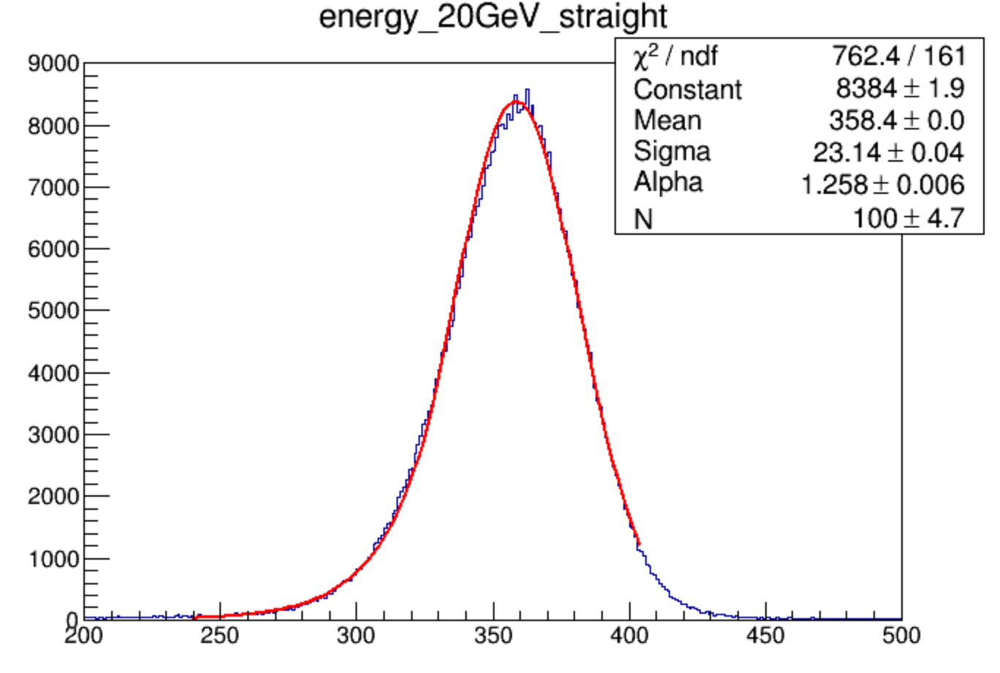 energy_20GeV_straight
χ² / ndf 762.4 / 161
Constant 8384 ± 1.9
Mean 358.4 ± 0.0
Sigma 23.14 ± 0.04
Alpha 1.258 ± 0.006
N 100 ± 4.7
9000
8000
7000
6000
5000
4000
3000
2000
1000
0
200 250 300 350 400 450 500